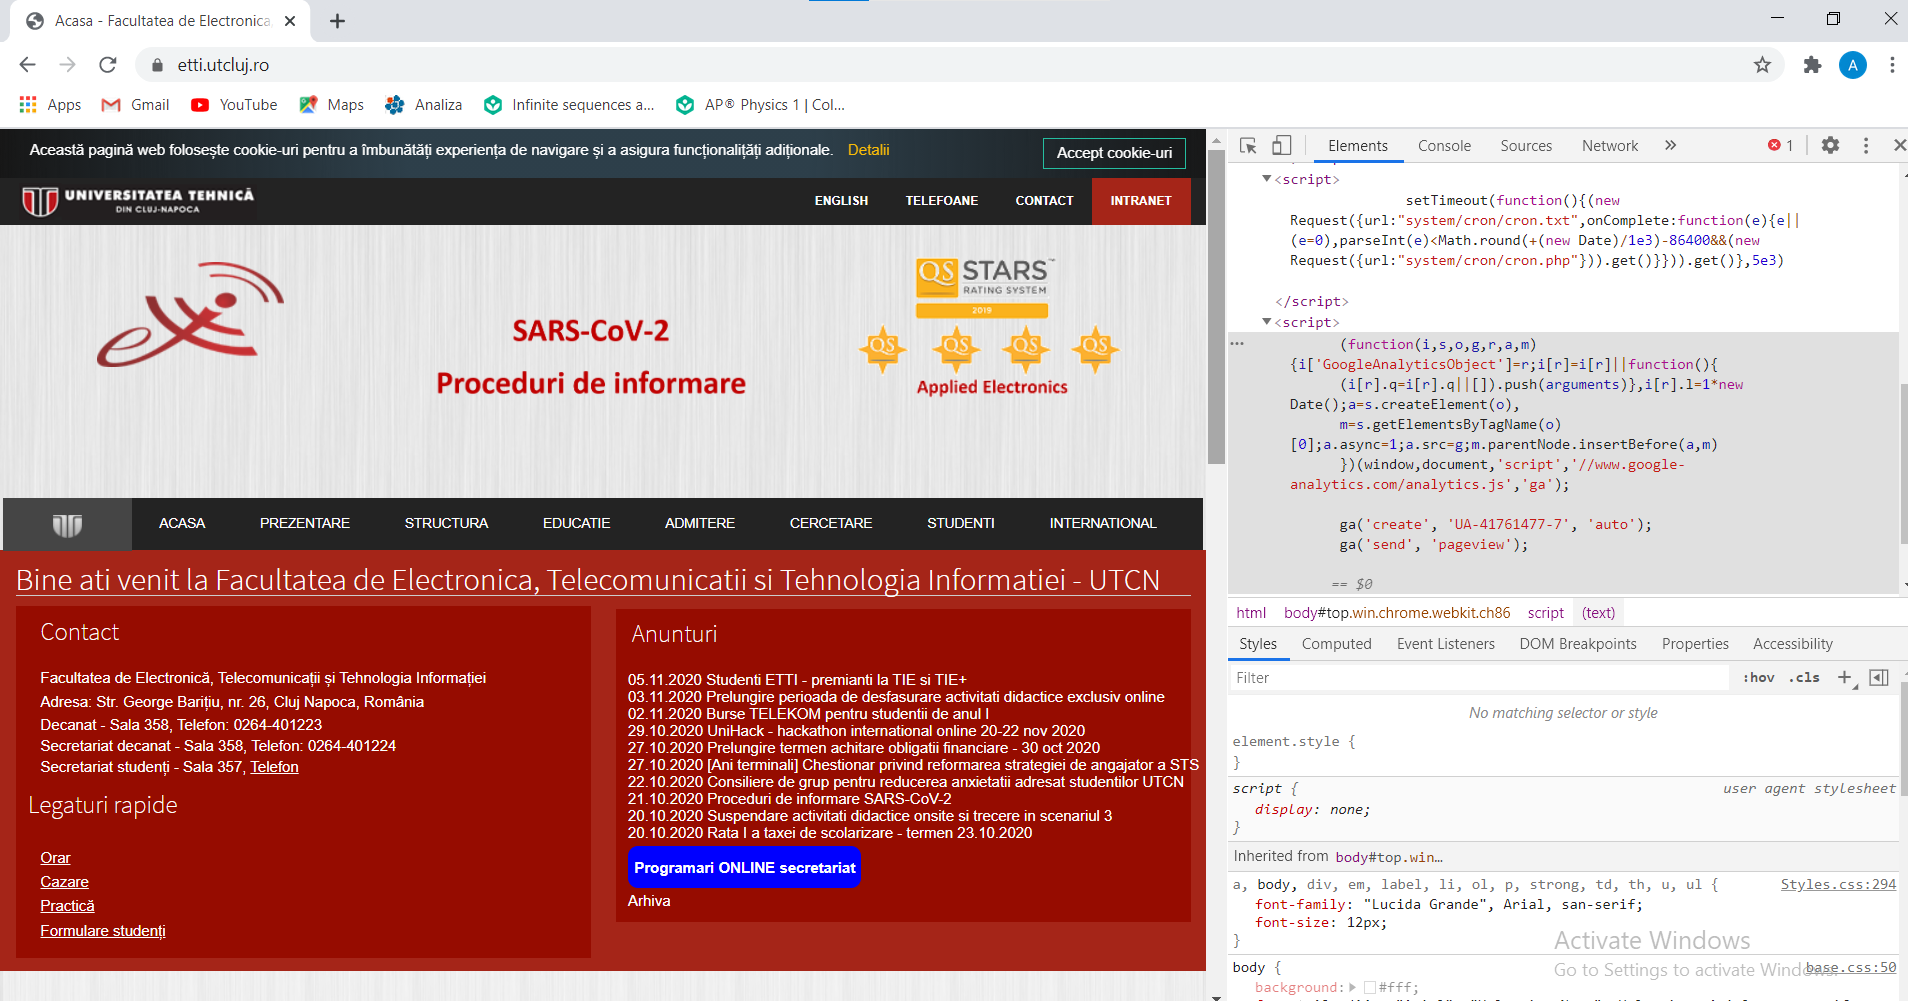 Acasa - Facultatea de Electronica,
etti.utcluj.ro
A
Apps
Gmail
YouTube
Maps
Analiza
Infinite sequences a...
AP® Physics 1 | Col...
Această pagină web folosește cookie-uri pentru a îmbunătăți experiența de navigare și a asigura funcționalități adiționale. Detalii
Accept cookie-uri
UNIVERSITATEA TEHNICĂ
DIN CLUJ-NAPOCA
ENGLISH
TELEFOANE
CONTACT
INTRANET
SARS-CoV-2
Proceduri de informare
QS STARS™
RATING SYSTEM
2019
QS QS QS QS
Applied Electronics
ACASA
PREZENTARE
STRUCTURA
EDUCATIE
ADMITERE
CERCETARE
STUDENTI
INTERNATIONAL
Bine ati venit la Facultatea de Electronica, Telecomunicatii si Tehnologia Informatiei - UTCN
Contact
Facultatea de Electronică, Telecomunicații și Tehnologia Informației
Adresa: Str. George Barițiu, nr. 26, Cluj Napoca, România
Decanat - Sala 358, Telefon: 0264-401223
Secretariat decanat - Sala 358, Telefon: 0264-401224
Secretariat studenți - Sala 357, Telefon
Legaturi rapide
Orar
Cazare
Practică
Formulare studenți
Anunturi
05.11.2020 Studenti ETTI - premianti la TIE si TIE+
03.11.2020 Prelungire perioada de desfasurare activitati didactice exclusiv online
02.11.2020 Burse TELEKOM pentru studentii de anul I
29.10.2020 UniHack - hackathon international online 20-22 nov 2020
27.10.2020 Prelungire termen achitare obligatii financiare - 30 oct 2020
27.10.2020 [Ani terminali] Chestionar privind reformarea strategiei de angajator a STS
22.10.2020 Consiliere de grup pentru reducerea anxietatii adresat studentilor UTCN
21.10.2020 Proceduri de informare SARS-CoV-2
20.10.2020 Suspendare activitati didactice onsite si trecere in scenariul 3
20.10.2020 Rata I a taxei de scolarizare - termen 23.10.2020
Programari ONLINE secretariat
Arhiva
Elements
Console
Sources
Network
»
1
<script>
setTimeout(function(){(new
Request({url:"system/cron/cron.txt",onComplete:function(e){e||
(e=0),parseInt(e)<Math.round(+(new Date)/1e3)-86400&&(new
Request({url:"system/cron/cron.php"})).get()}})).get()},5e3)
</script>
<script>
(function(i,s,o,g,r,a,m)
{i['GoogleAnalyticsObject']=r;i[r]=i[r]||function(){
(i[r].q=i[r].q||[]).push(arguments)},i[r].l=1*new
Date();a=s.createElement(o),
m=s.getElementsByTagName(o)
[0];a.async=1;a.src=g;m.parentNode.insertBefore(a,m)
})(window,document,'script','//www.google-
analytics.com/analytics.js','ga');
ga('create', 'UA-41761477-7', 'auto');
ga('send', 'pageview');
== $0
html
body#top.win.chrome.webkit.ch86
script
(text)
Styles
Computed
Event Listeners
DOM Breakpoints
Properties
Accessibility
Filter
:hov
.cls
No matching selector or style
element.style {
}
script {
user agent stylesheet
display: none;
}
Inherited from body#top.win…
a, body, div, em, label, li, ol, p, strong, td, th, u, ul {
Styles.css:294
font-family: "Lucida Grande", Arial, san-serif;
font-size: 12px;
}
Activate Windows
Go to Settings to activate Windows.
body {
base.css:50
background: #fff;